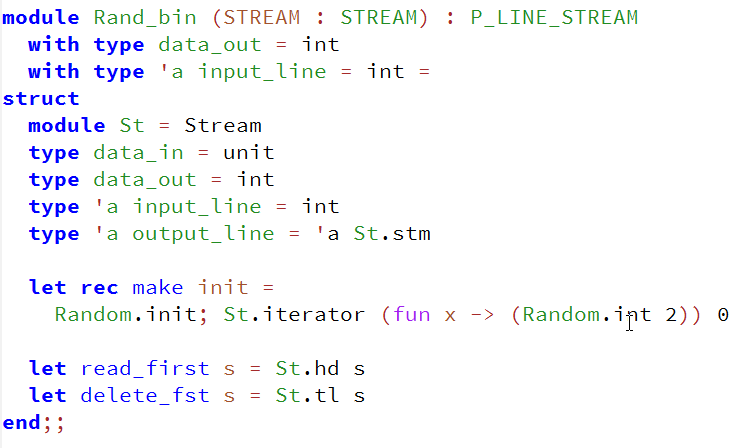 module Rand_bin (STREAM : STREAM) : P_LINE_STREAM
with type data_out = int
with type 'a input_line = int =
struct
module St = Stream
type data_in = unit
type data_out = int
type 'a input_line = int
type 'a output_line = 'a St.stm
let rec make init =
Random.init; St.iterator (fun x -> (Random.int 2)) 0
let read_first s = St.hd s
let delete_fst s = St.tl s
end;;